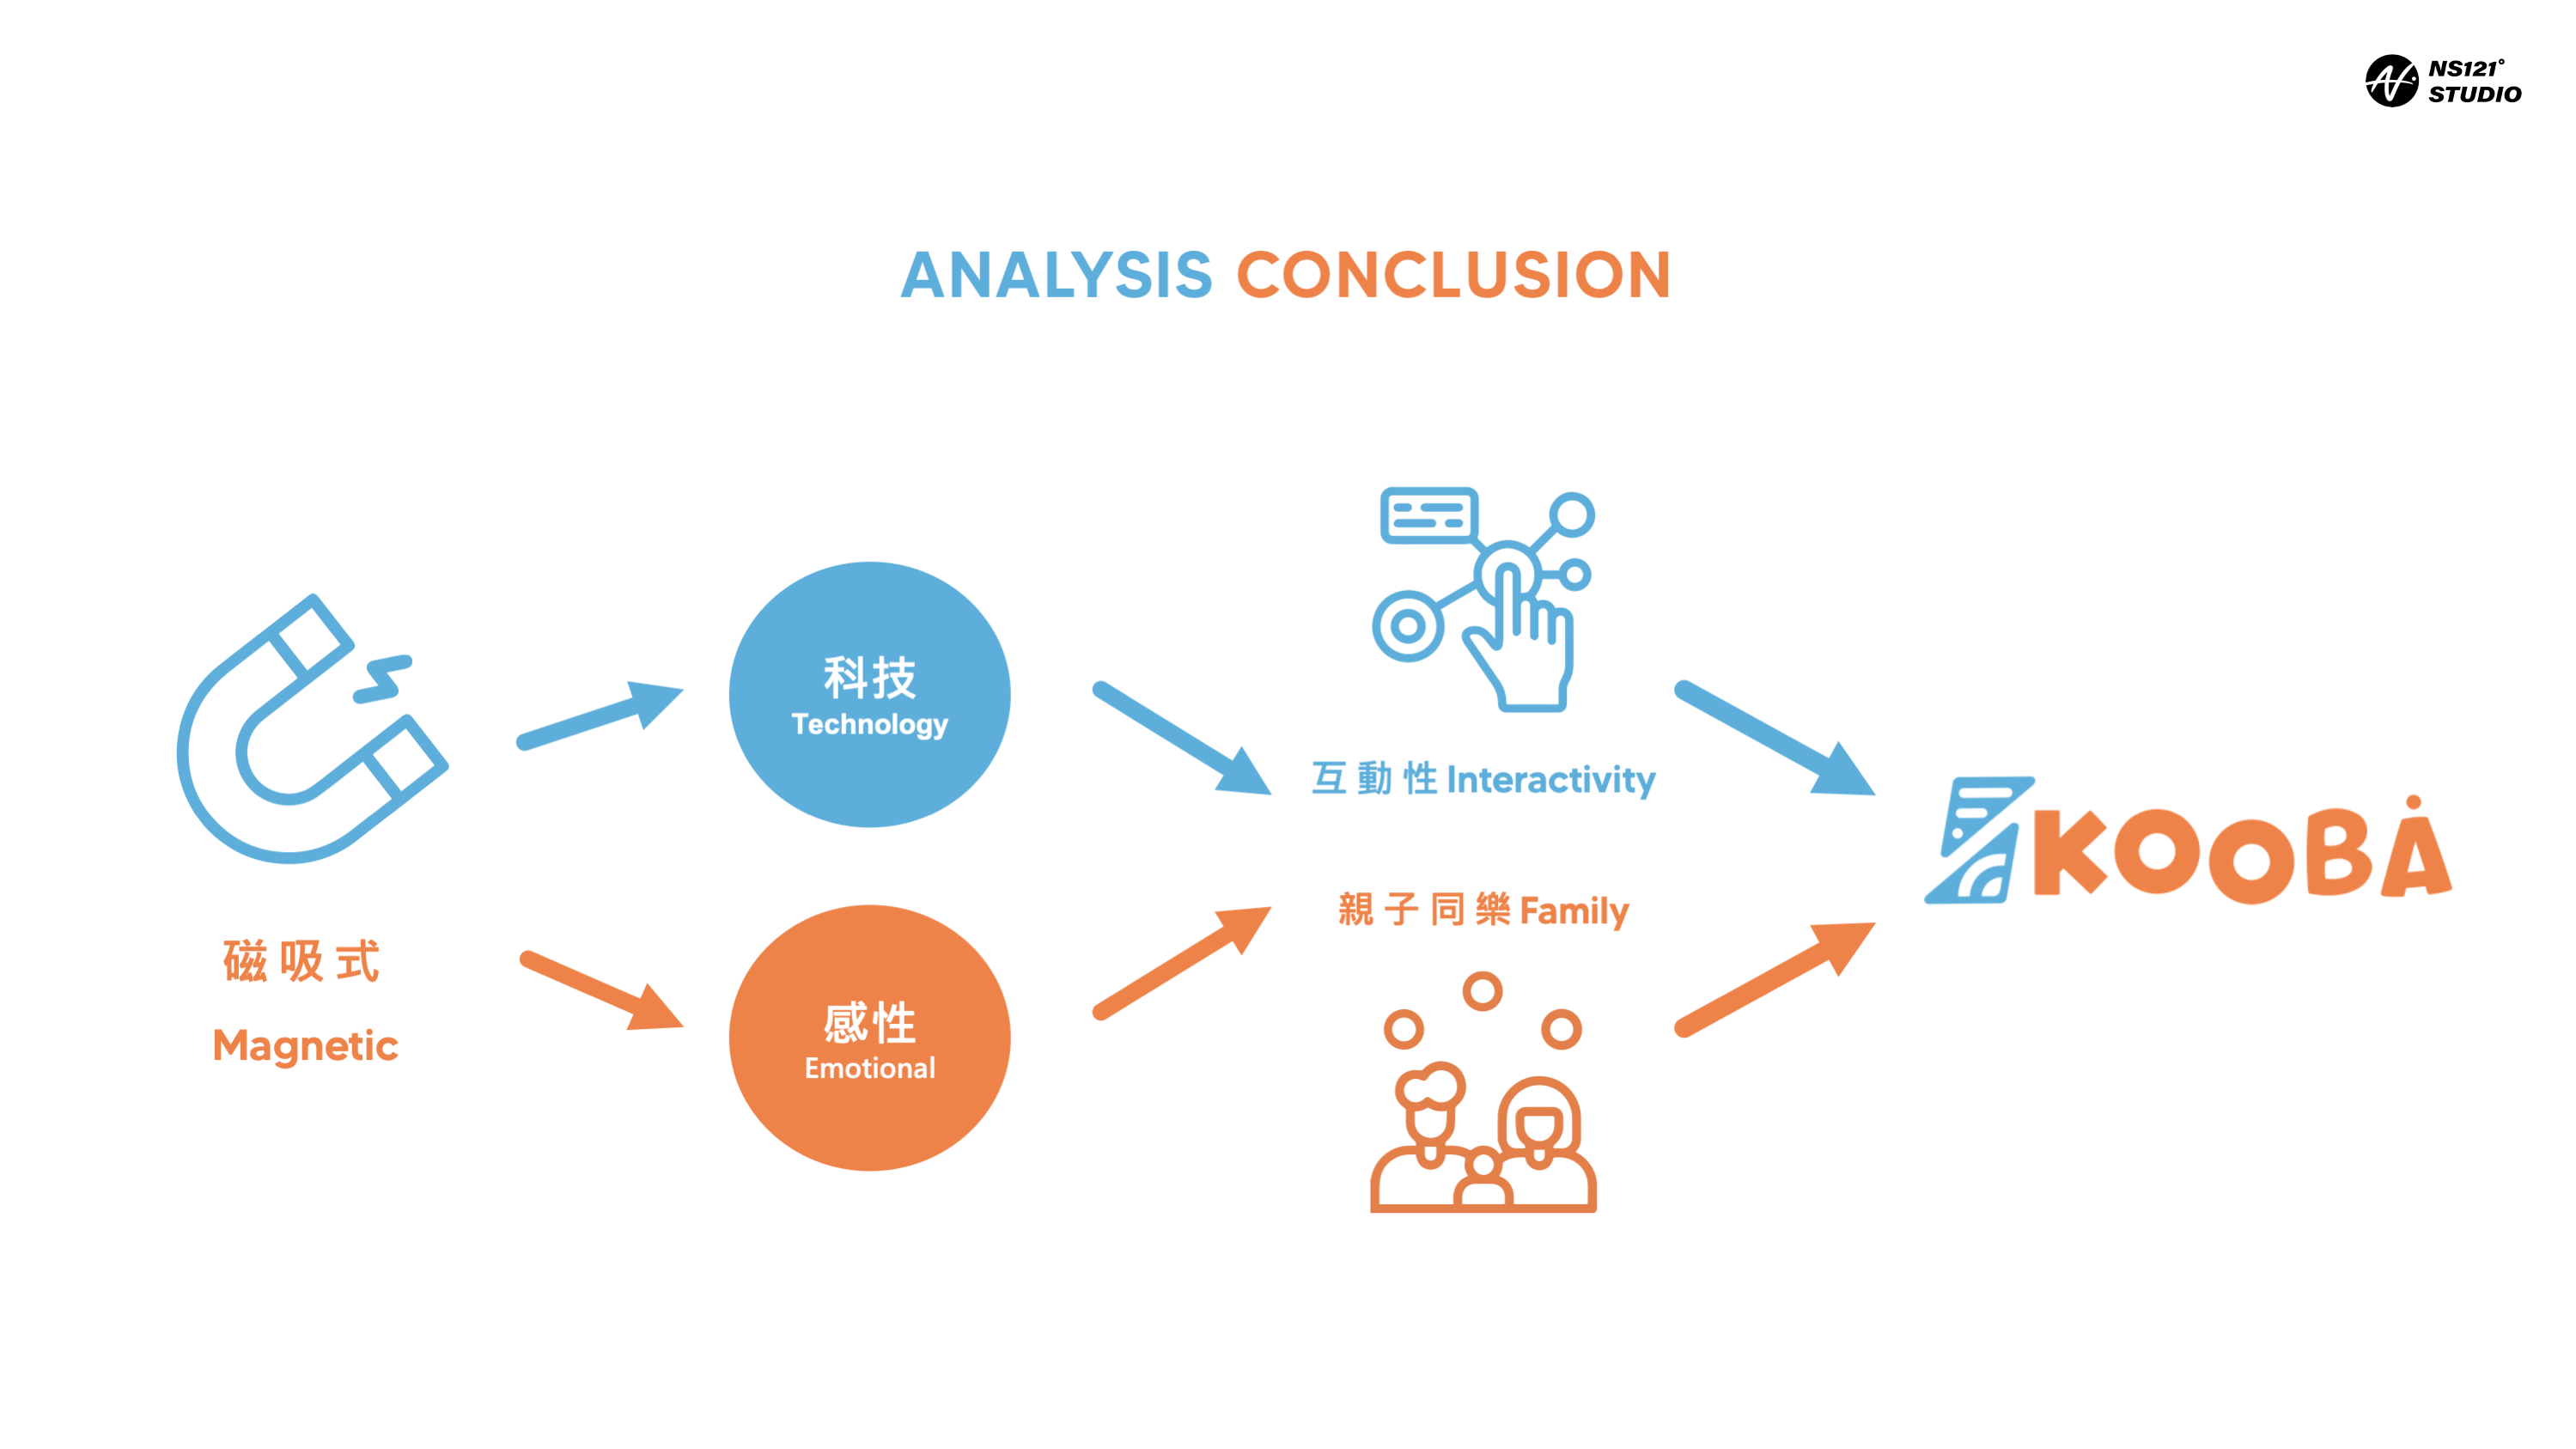 NS121°
STUDIO
ANALYSIS CONCLUSION
磁吸式
Magnetic
科技
Technology
感性
Emotional
互動性 Interactivity
親子同樂 Family
KOOBA